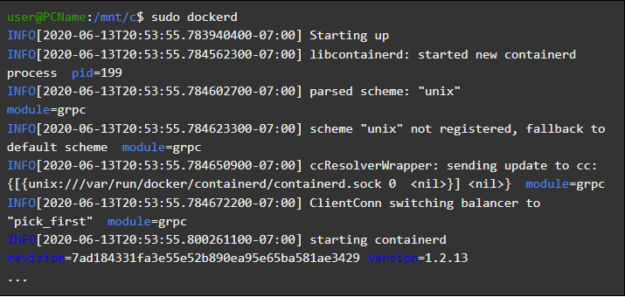 user@PCName:/mnt/c$ sudo dockerd
INFO[2020-06-13T20:53:55.783940400-07:00] Starting up
INFO[2020-06-13T20:53:55.784562300-07:00] libcontainerd: started new containerd
process  pid=199
INFO[2020-06-13T20:53:55.784602700-07:00] parsed scheme: "unix"
module=grpc
INFO[2020-06-13T20:53:55.784623300-07:00] scheme "unix" not registered, fallback to
default scheme  module=grpc
INFO[2020-06-13T20:53:55.784650900-07:00] ccResolverWrapper: sending update to cc:
{[{unix:///var/run/docker/containerd/containerd.sock 0  <nil>}] <nil>}  module=grpc
INFO[2020-06-13T20:53:55.784672200-07:00] ClientConn switching balancer to
"pick_first"  module=grpc
INFO[2020-06-13T20:53:55.800261100-07:00] starting containerd
revision=7ad184331fa3e55e52b890ea95e65ba581ae3429 version=1.2.13
...